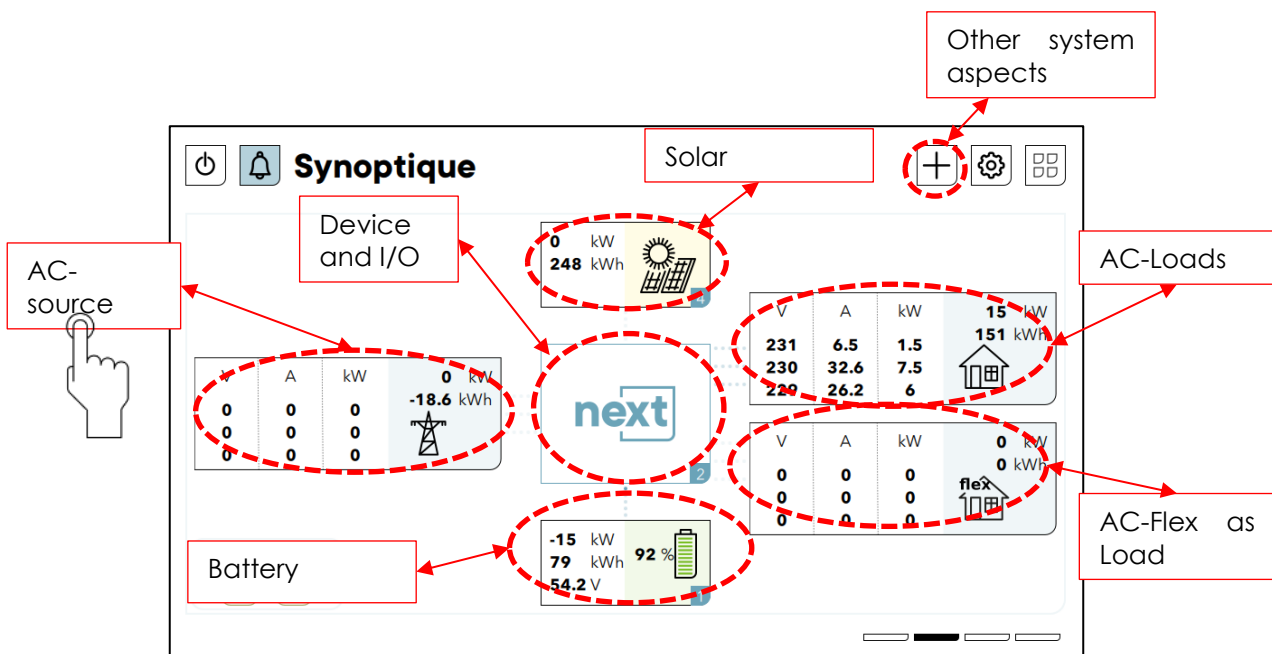 Other system
aspects
Synoptique
Solar
Device
and I/O
0 kW
248 kWh
4
AC-
source
AC-Loads
V A kW 15 kW
151 kWh
231 6.5 1.5
230 32.6 7.5
229 26.2 6
V A kW 0 kW
-18.6 kWh
0 0 0
0 0 0
0 0 0
next
2
V A kW 0 kW
0 kWh
0 0 0
flex
0 0 0
0 0 0
AC-Flex as
Load
Battery
-15 kW
79 kWh 92 %
54.2 V
1